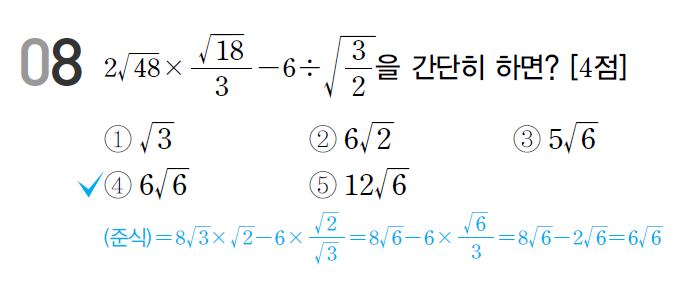 08 2√48 × √18/3 − 6 ÷ √(3/2)을 간단히 하면? [4점]
① √3 ② 6√2 ③ 5√6
✓④ 6√6 ⑤ 12√6
(준식)=8√3×√2−6×√2/√3=8√6−6×√6/3=8√6−2√6=6√6